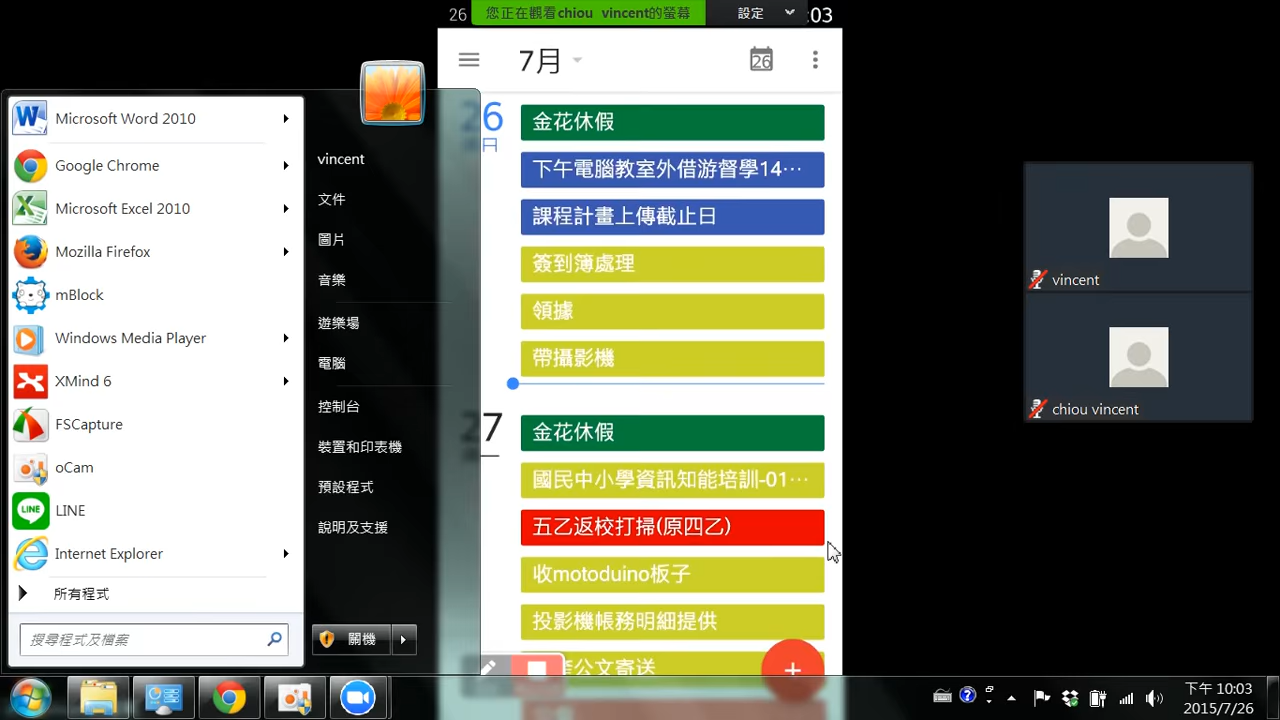 26
您正在觀看chiou vincent的螢幕
設定
:03
7月
26
26
日
金花休假
下午電腦教室外借游督學14…
課程計畫上傳截止日
簽到簿處理
領據
帶攝影機
27
金花休假
國民中小學資訊知能培訓-01…
五乙返校打掃(原四乙)
收motoduino板子
投影機帳務明細提供
公文寄送
+
Microsoft Word 2010
Google Chrome
Microsoft Excel 2010
Mozilla Firefox
mBlock
Windows Media Player
XMind 6
FSCapture
oCam
LINE
Internet Explorer
所有程式
搜尋程式及檔案
vincent
文件
圖片
音樂
遊樂場
電腦
控制台
裝置和印表機
預設程式
說明及支援
關機
vincent
chiou vincent
下午 10:03
2015/7/26